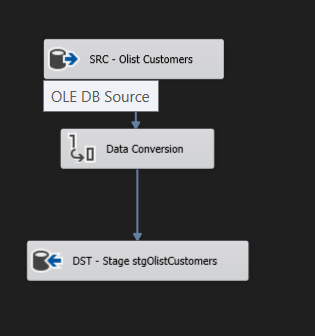 SRC - Olist Customers
OLE DB Source
Data Conversion
DST - Stage stgOlistCustomers